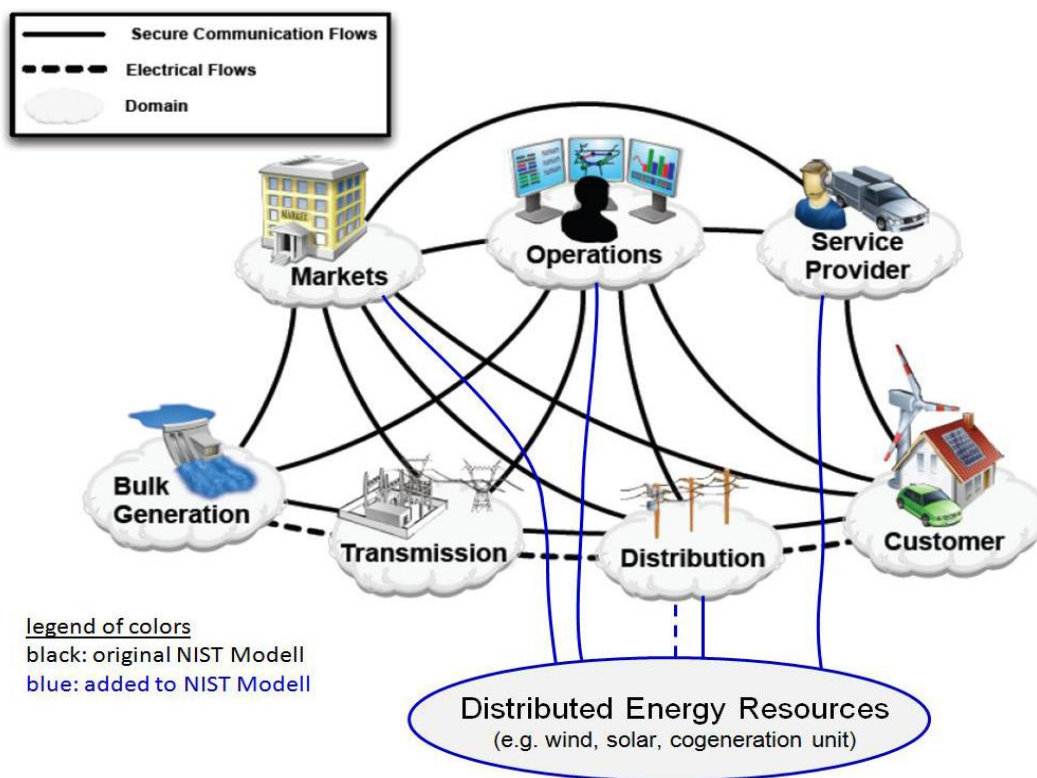 Secure Communication Flows
Electrical Flows
Domain
MARKET
Markets
Operations
Service
Provider
Bulk
Generation
Transmission
Distribution
Customer
legend of colors
black: original NIST Modell
blue: added to NIST Modell
Distributed Energy Resources
(e.g. wind, solar, cogeneration unit)